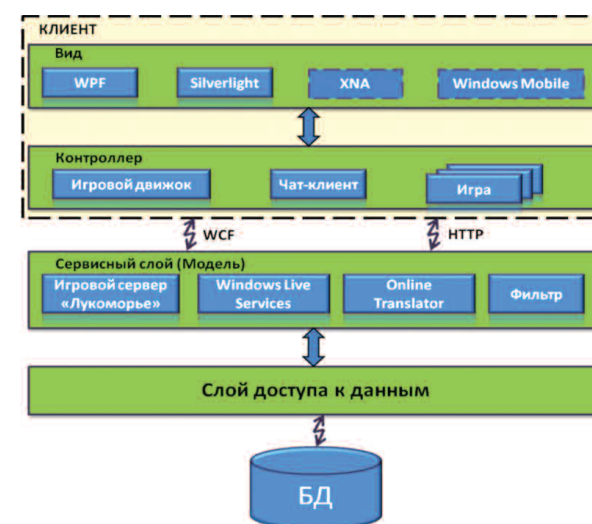 КЛИЕНТ
Вид
WPF
Silverlight
XNA
Windows Mobile
Контроллер
Игровой движок
Чат-клиент
Игра
WCF
HTTP
Сервисный слой (Модель)
Игровой сервер
«Лукоморье»
Windows Live
Services
Online
Translator
Фильтр
Слой доступа к данным
БД